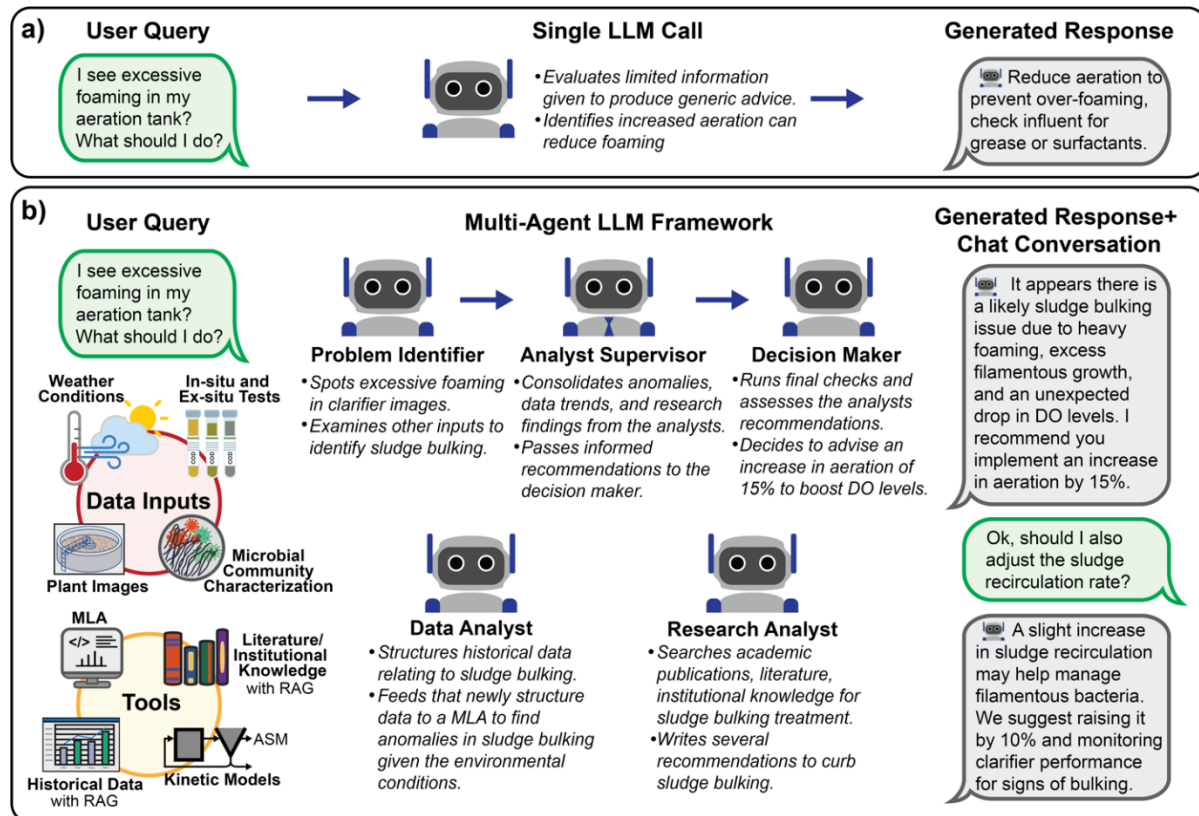 a)
User Query
I see excessive
foaming in my
aeration tank?
What should I do?
Single LLM Call
•Evaluates limited information
given to produce generic advice.
•Identifies increased aeration can
reduce foaming
Generated Response
Reduce aeration to
prevent over-foaming,
check influent for
grease or surfactants.
b)
User Query
I see excessive
foaming in my
aeration tank?
What should I do?
Weather
Conditions
In-situ and
Ex-situ Tests
COD
COD
COD
Data Inputs
Plant Images
Microbial
Community
Characterization
MLA
</>
Literature/
Institutional
Knowledge
with RAG
Tools
ASM
Historical Data
with RAG
Kinetic Models
Multi-Agent LLM Framework
Problem Identifier
•Spots excessive foaming
in clarifier images.
•Examines other inputs to
identify sludge bulking.
Analyst Supervisor
•Consolidates anomalies,
data trends, and research
findings from the analysts.
•Passes informed
recommendations to the
decision maker.
Decision Maker
•Runs final checks and
assesses the analysts
recommendations.
•Decides to advise an
increase in aeration of
15% to boost DO levels.
Data Analyst
•Structures historical data
relating to sludge bulking.
•Feeds that newly structure
data to a MLA to find
anomalies in sludge bulking
given the environmental
conditions.
Research Analyst
•Searches academic
publications, literature,
institutional knowledge for
sludge bulking treatment.
•Writes several
recommendations to curb
sludge bulking.
Generated Response+
Chat Conversation
It appears there is
a likely sludge bulking
issue due to heavy
foaming, excess
filamentous growth,
and an unexpected
drop in DO levels. I
recommend you
implement an increase
in aeration by 15%.
Ok, should I also
adjust the sludge
recirculation rate?
A slight increase
in sludge recirculation
may help manage
filamentous bacteria.
We suggest raising it
by 10% and monitoring
clarifier performance
for signs of bulking.